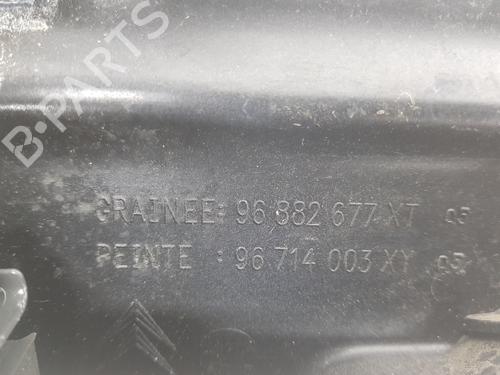 B-PARTS
GRAINEE: 96 882 677 XT 05
PEINTE : 96 714 003 XY 05